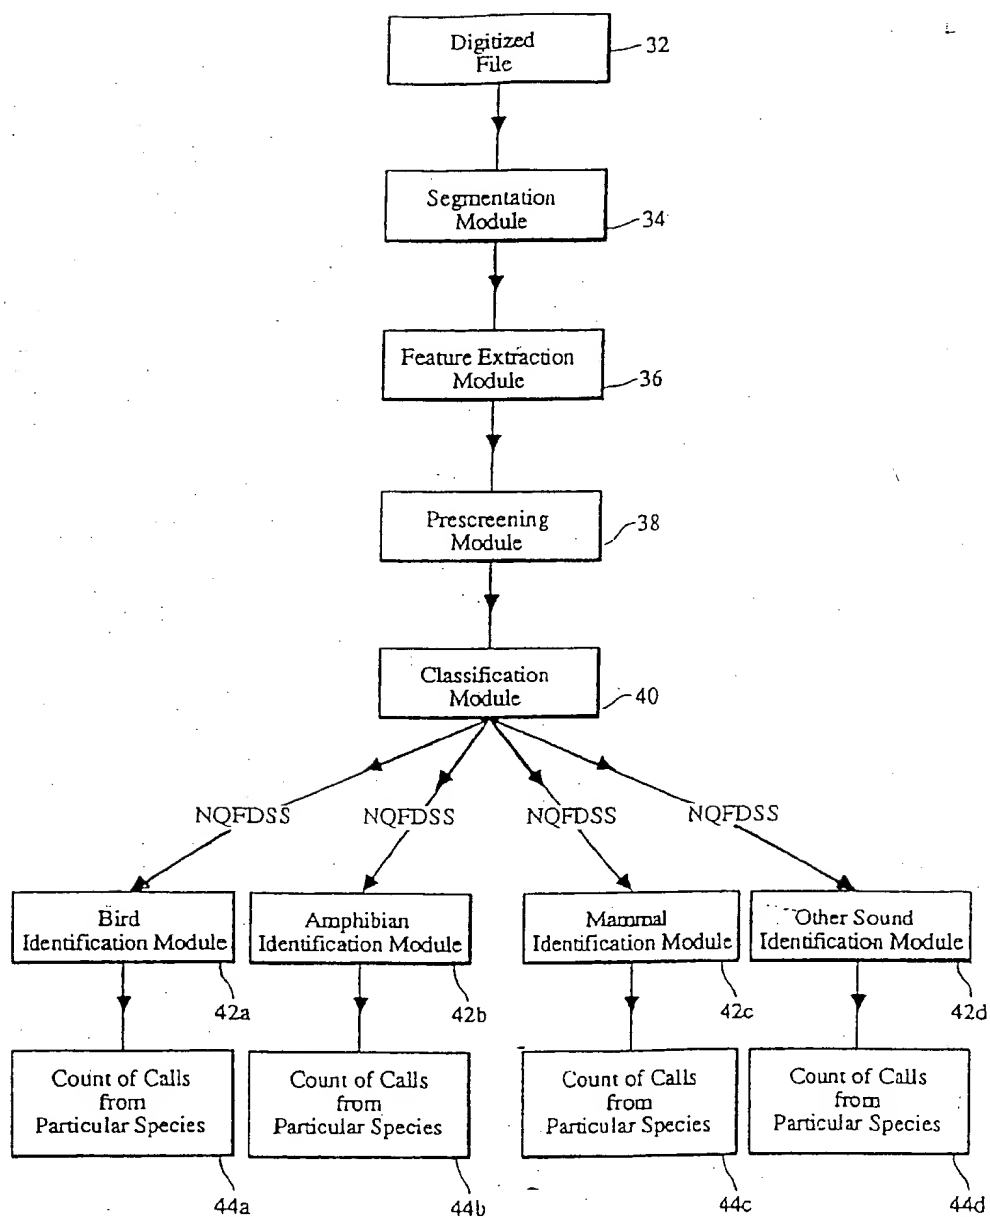 Digitized
File
32
Segmentation
Module
34
Feature Extraction
Module
36
Prescreening
Module
38
Classification
Module
40
NQFDSS NQFDSS NQFDSS NQFDSS
Bird
Identification Module
42a
Amphibian
Identification Module
42b
Mammal
Identification Module
42c
Other Sound
Identification Module
42d
Count of Calls
from
Particular Species
44a
Count of Calls
from
Particular Species
44b
Count of Calls
from
Particular Species
44c
Count of Calls
from
Particular Species
44d